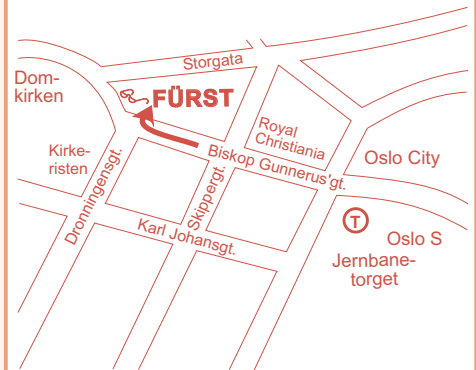 Storgata
Dom-
kirken
FÜRST
Royal
Christiania
Kirke-
risten
Biskop Gunnerus'gt.
Oslo City
Dronningensgt.
Skippergt.
Karl Johansgt.
T
Oslo S
Jernbane-
torget